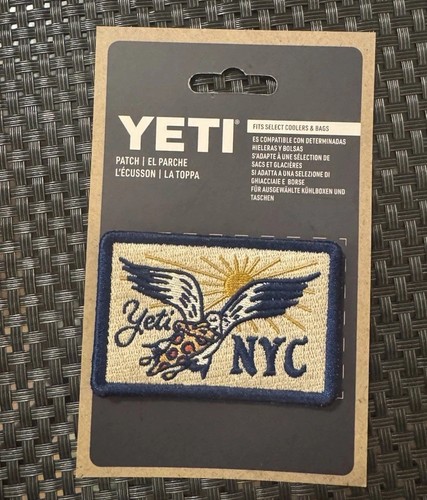 YETI
PATCH | EL PARCHE
L'ÉCUSSON | LA TOPPA
FITS SELECT COOLERS & BAGS
ES COMPATIBLE CON DETERMINADAS
HIELERAS Y BOLSAS
S'ADAPTE À UNE SÉLECTION DE
SACS ET GLACIÈRES
SI ADATTA A UNA SELEZIONE DI
GHIACCIAIE E BORSE
FÜR AUSGEWÄHLTE KÜHLBOXEN UND
TASCHEN
Yeti
NYC